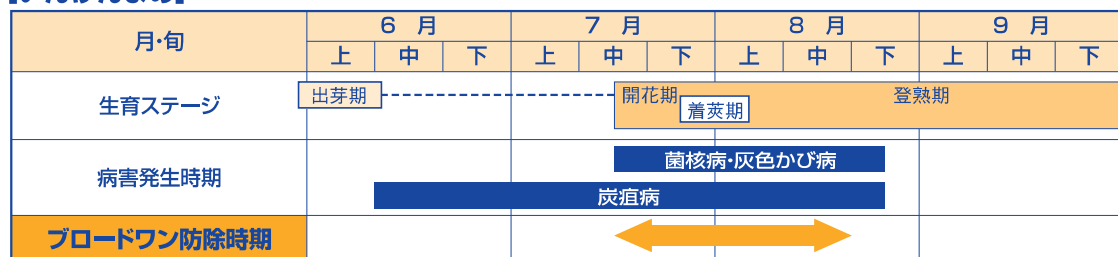 月・旬
6 月 7 月 8 月 9 月
上 中 下 上 中 下 上 中 下 上 中 下
生育ステージ
出芽期
開花期
着莢期
登熟期
病害発生時期
菌核病・灰色かび病
炭疽病
ブロードワン防除時期